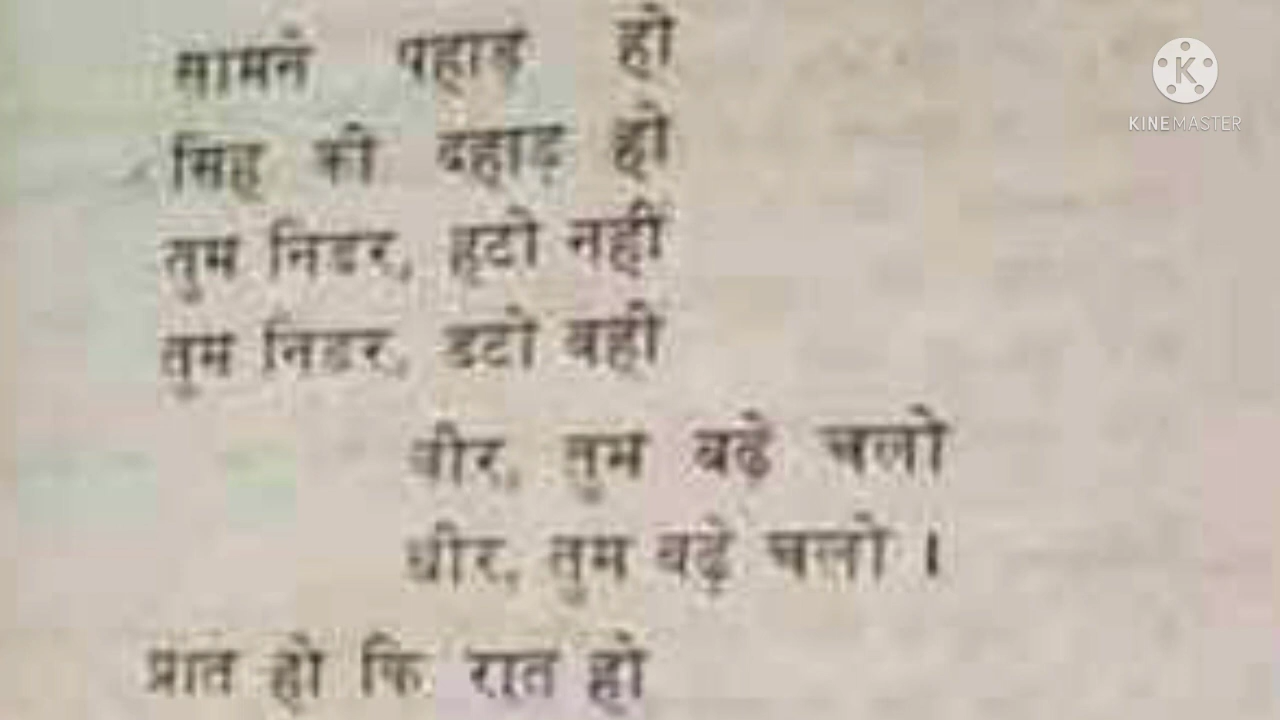 सामने पहाड़ हो
सिंह की दहाड़ हो
तुम निडर, हटो नहीं
तुम निडर, डटो वहीं
वीर, तुम बढ़े चलो
धीर, तुम बढ़े चलो ।
प्रात हो कि रात हो
KINEMASTER